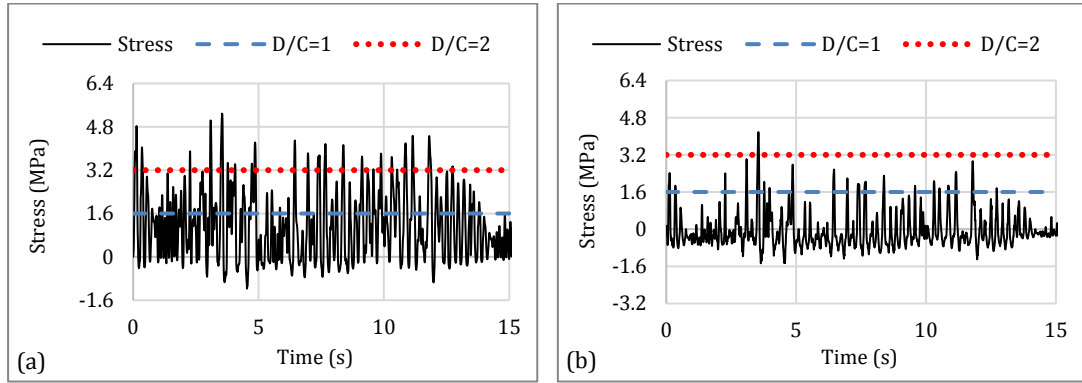 Stress D/C=1 D/C=2
6.4
4.8
3.2
1.6
0
-1.6
Stress (MPa)
0 5 10 15
Time (s)
(a)
Stress D/C=1 D/C=2
6.4
4.8
3.2
1.6
0
-1.6
-3.2
Stress (MPa)
0 5 10 15
Time (s)
(b)